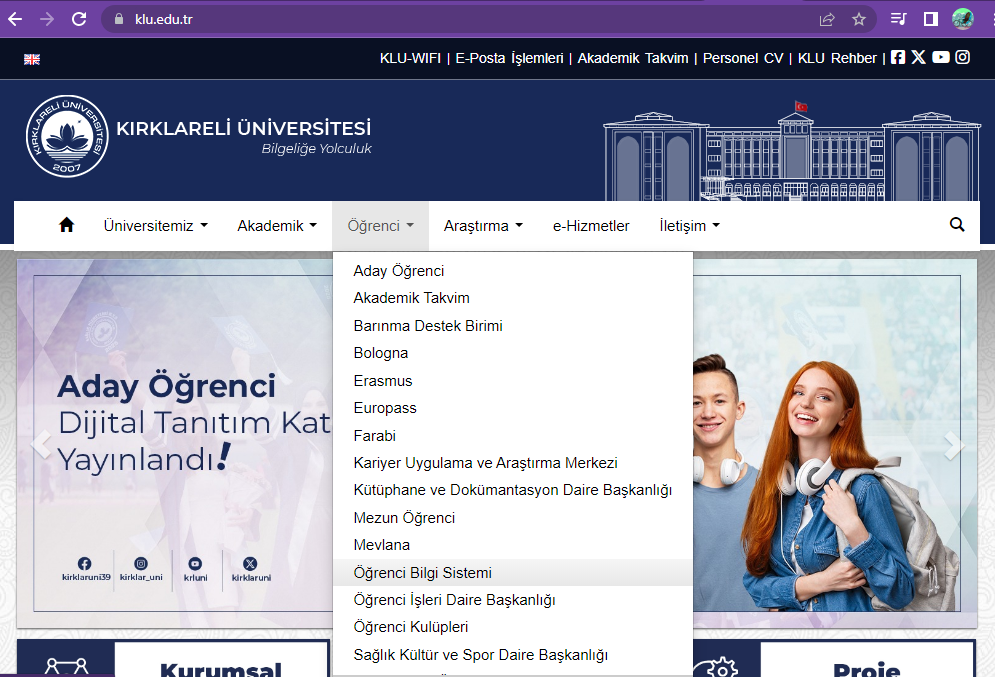 klu.edu.tr
KLU-WIFI | E-Posta İşlemleri | Akademik Takvim | Personel CV | KLU Rehber |
KIRKLARELİ ÜNİVERSİTESİ
2007
KIRKLARELİ ÜNİVERSİTESİ
Bilgeliğe Yolculuk
Üniversitemiz
Akademik
Öğrenci
Araştırma
e-Hizmetler
İletişim
Aday Öğrenci
Akademik Takvim
Barınma Destek Birimi
Bologna
Erasmus
Europass
Farabi
Kariyer Uygulama ve Araştırma Merkezi
Kütüphane ve Dokümantasyon Daire Başkanlığı
Mezun Öğrenci
Mevlana
Öğrenci Bilgi Sistemi
Öğrenci İşleri Daire Başkanlığı
Öğrenci Kulüpleri
Sağlık Kültür ve Spor Daire Başkanlığı
Aday Öğrenci
Dijital Tanıtım Kat
Yayınlandı!
kirklaruni39
kirklar_uni
krluni
kirklaruni
Kurumsal
Proje